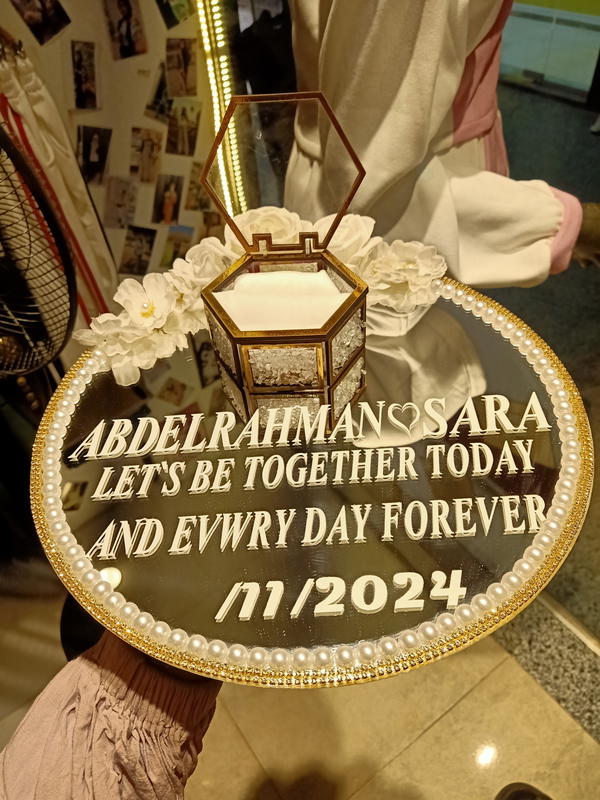 ABDELRAHMAN♡SARA
LET'S BE TOGETHER TODAY
AND EVWRY DAY FOREVER
/11/2024